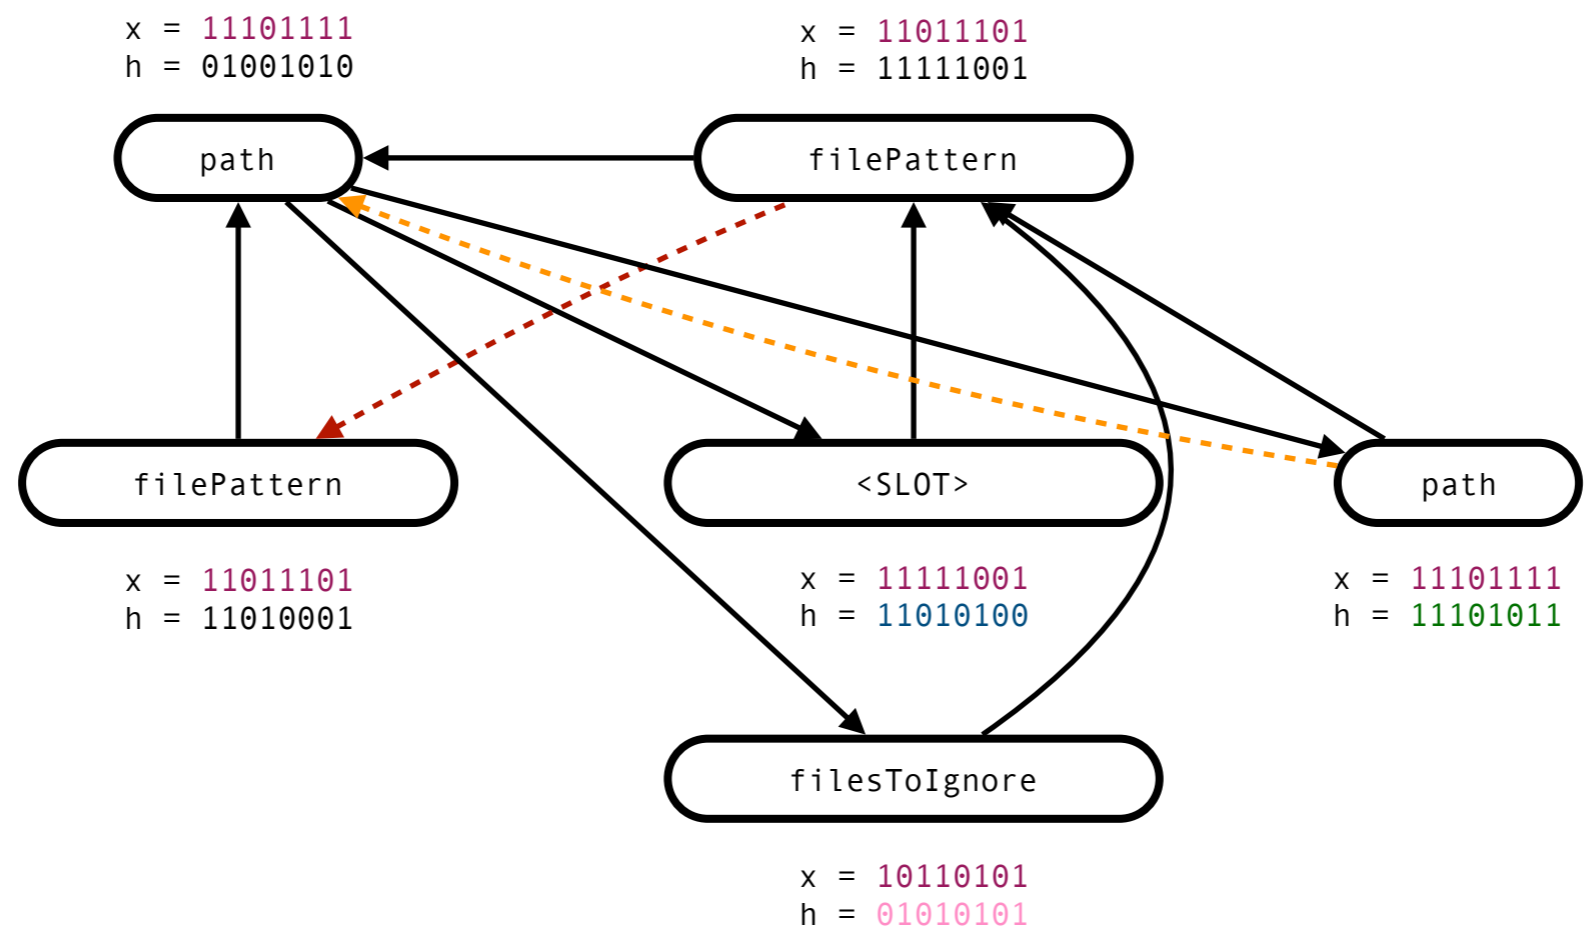 x = 11101111
h = 01001010
x = 11011101
h = 11111001
path
filePattern
filePattern
<SLOT>
path
x = 11011101
h = 11010001
x = 11111001
h = 11010100
x = 11101111
h = 11101011
filesToIgnore
x = 10110101
h = 01010101